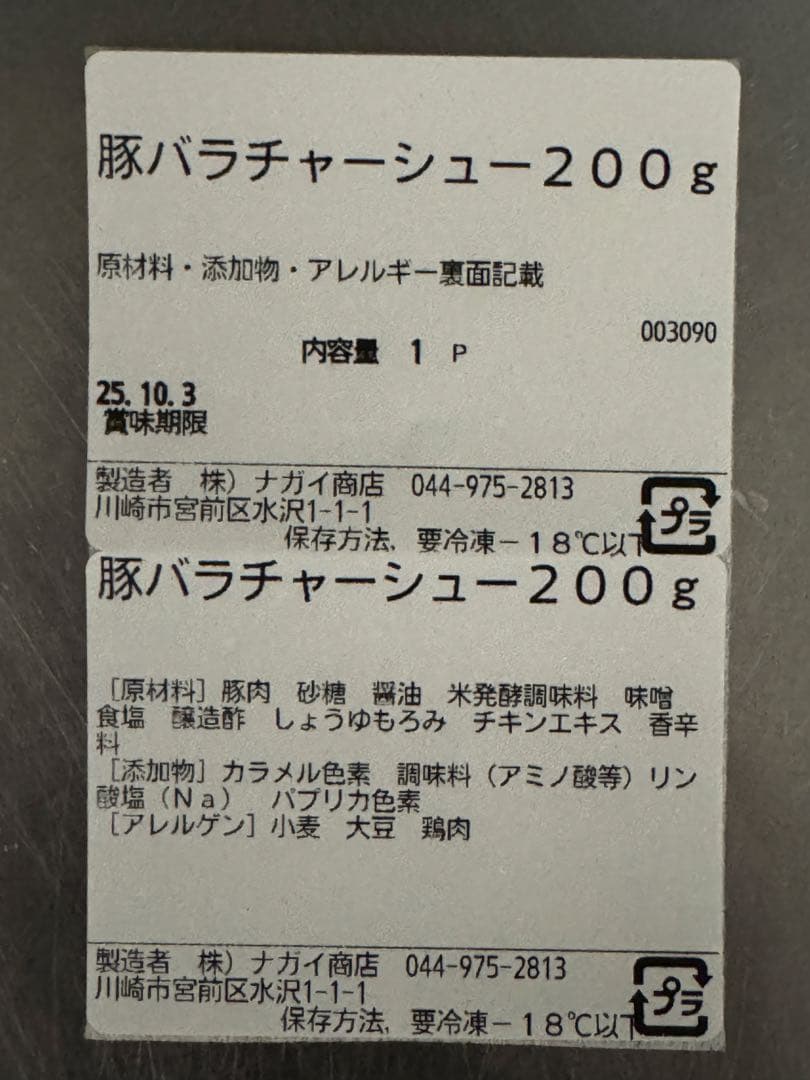 豚バラチャーシュー２００ｇ
原材料・添加物・アレルギー裏面記載
003090
内容量 1 P
25.10.3
賞味期限
製造者 株）ナガイ商店 044-975-2813
川崎市宮前区水沢1-1-1
保存方法, 要冷凍－１８℃以下
プラ
豚バラチャーシュー２００ｇ
［原材料］豚肉 砂糖 醤油 米発酵調味料 味噌
食塩 醸造酢 しょうゆもろみ チキンエキス 香辛
料
［添加物］カラメル色素 調味料（アミノ酸等）リン
酸塩（Ｎａ） パプリカ色素
［アレルゲン］小麦 大豆 鶏肉
製造者 株）ナガイ商店 044-975-2813
川崎市宮前区水沢1-1-1
保存方法, 要冷凍－１８℃以下
プラ